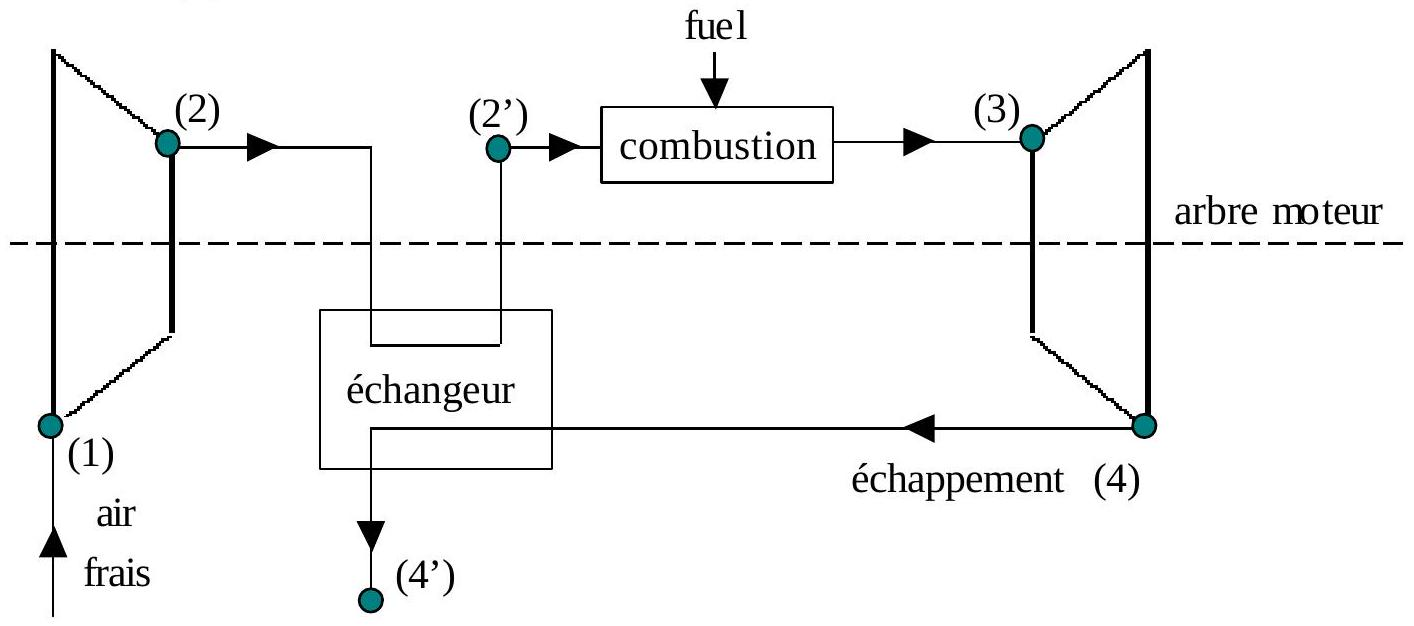 fuel
(2)
(2’)
combustion
(3)
arbre moteur
échangeur
(1)
échappement (4)
air
frais
(4’)